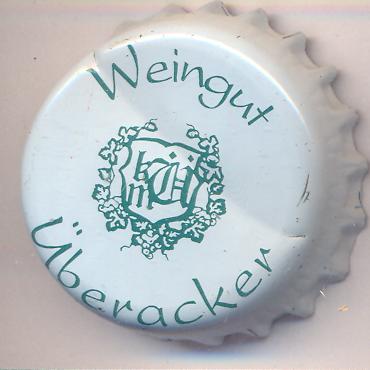 Weingut
k Ü
m
Überacker